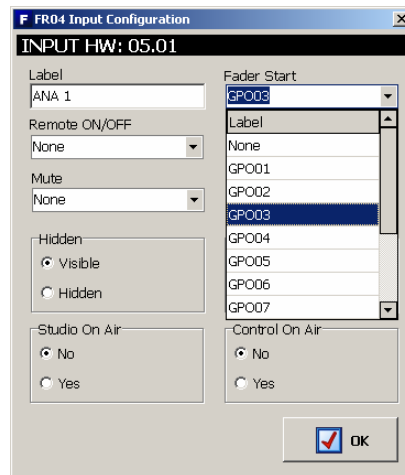 F FR04 Input Configuration
INPUT HW: 05.01
Label
ANA 1
Fader Start
GPO03
Remote ON/OFF
None
Mute
None
Label
None
GPO01
GPO02
GPO03
GPO04
GPO05
GPO06
GPO07
Hidden
Visible
Hidden
Studio On Air
No
Yes
Control On Air
No
Yes
OK